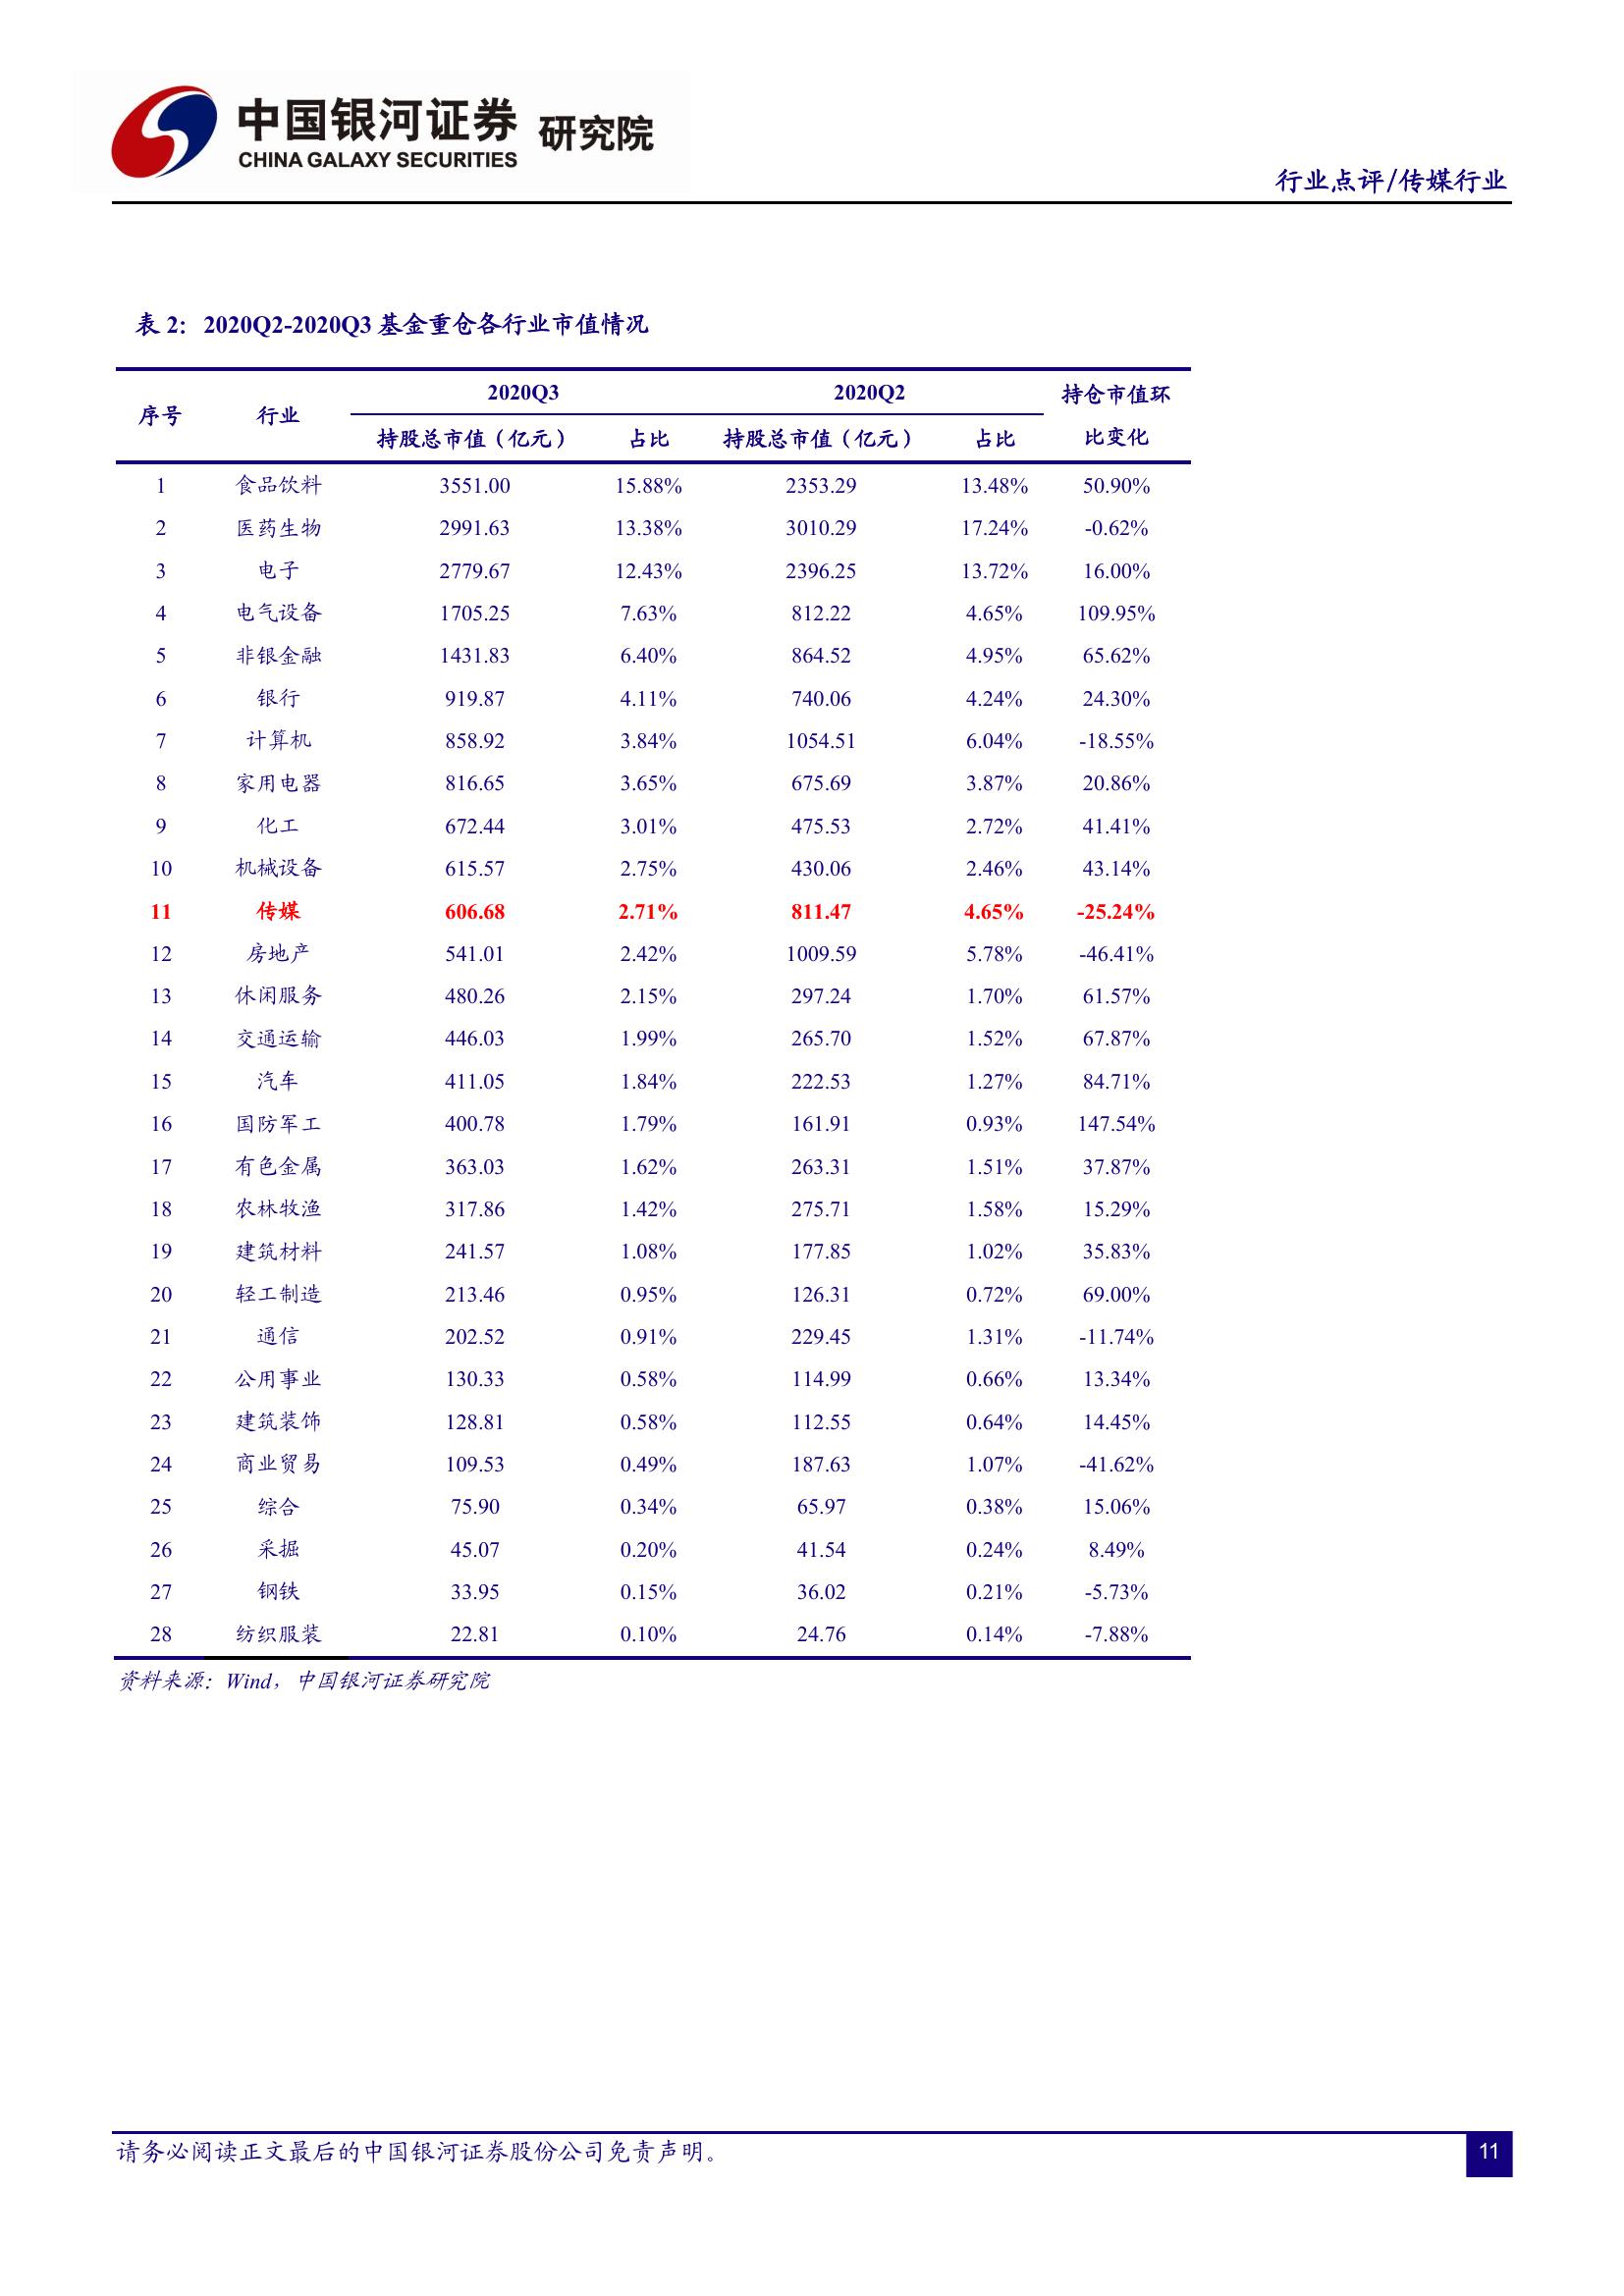 中国银河证券 研究院
CHINA GALAXY SECURITIES
行业点评/传媒行业
表 2: 2020Q2-2020Q3 基金重仓各行业市值情况
序号 行业 2020Q3 2020Q2 持仓市值环比变化
持股总市值（亿元） 占比 持股总市值（亿元） 占比
1 食品饮料 3551.00 15.88% 2353.29 13.48% 50.90%
2 医药生物 2991.63 13.38% 3010.29 17.24% -0.62%
3 电子 2779.67 12.43% 2396.25 13.72% 16.00%
4 电气设备 1705.25 7.63% 812.22 4.65% 109.95%
5 非银金融 1431.83 6.40% 864.52 4.95% 65.62%
6 银行 919.87 4.11% 740.06 4.24% 24.30%
7 计算机 858.92 3.84% 1054.51 6.04% -18.55%
8 家用电器 816.65 3.65% 675.69 3.87% 20.86%
9 化工 672.44 3.01% 475.53 2.72% 41.41%
10 机械设备 615.57 2.75% 430.06 2.46% 43.14%
11 传媒 606.68 2.71% 811.47 4.65% -25.24%
12 房地产 541.01 2.42% 1009.59 5.78% -46.41%
13 休闲服务 480.26 2.15% 297.24 1.70% 61.57%
14 交通运输 446.03 1.99% 265.70 1.52% 67.87%
15 汽车 411.05 1.84% 222.53 1.27% 84.71%
16 国防军工 400.78 1.79% 161.91 0.93% 147.54%
17 有色金属 363.03 1.62% 263.31 1.51% 37.87%
18 农林牧渔 317.86 1.42% 275.71 1.58% 15.29%
19 建筑材料 241.57 1.08% 177.85 1.02% 35.83%
20 轻工制造 213.46 0.95% 126.31 0.72% 69.00%
21 通信 202.52 0.91% 229.45 1.31% -11.74%
22 公用事业 130.33 0.58% 114.99 0.66% 13.34%
23 建筑装饰 128.81 0.58% 112.55 0.64% 14.45%
24 商业贸易 109.53 0.49% 187.63 1.07% -41.62%
25 综合 75.90 0.34% 65.97 0.38% 15.06%
26 采掘 45.07 0.20% 41.54 0.24% 8.49%
27 钢铁 33.95 0.15% 36.02 0.21% -5.73%
28 纺织服装 22.81 0.10% 24.76 0.14% -7.88%
资料来源：Wind，中国银河证券研究院
请务必阅读正文最后的中国银河证券股份公司免责声明。
11